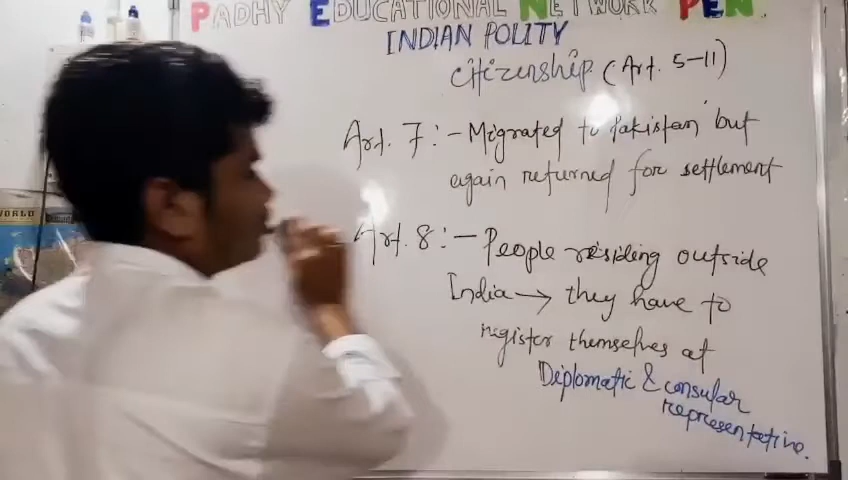 PADHY EDUCATIONAL NETWORK PEN
INDIAN POLITY
Citizenship (Art. 5-11)
Art. 7:- Migrated to Pakistan but
again returned for settlement
Art. 8:- People residing outside
India → they have to
register themselves at
Diplomatic & consular
representative.
WORLD